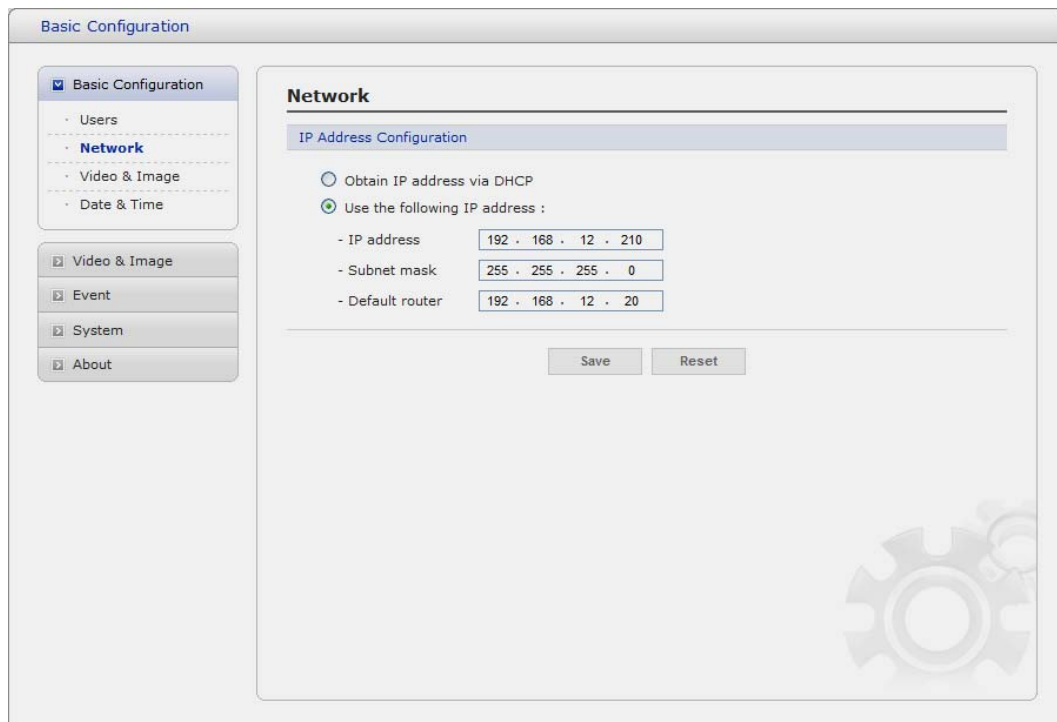 Basic Configuration
Basic Configuration
· Users
· Network
· Video & Image
· Date & Time
Video & Image
Event
System
About
Network
IP Address Configuration
Obtain IP address via DHCP
Use the following IP address :
- IP address 192 . 168 . 12 . 210
- Subnet mask 255 . 255 . 255 . 0
- Default router 192 . 168 . 12 . 20
Save Reset